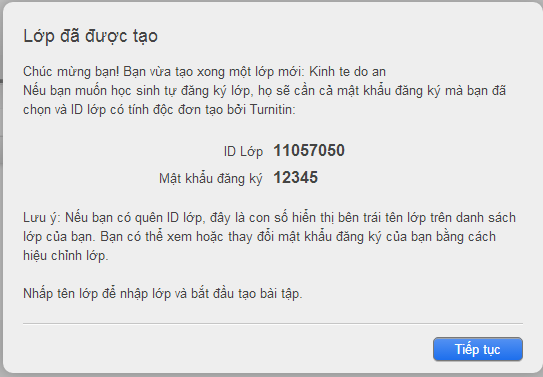 Lớp đã được tạo
Chúc mừng bạn! Bạn vừa tạo xong một lớp mới: Kinh te do an
Nếu bạn muốn học sinh tự đăng ký lớp, họ sẽ cần cả mật khẩu đăng ký mà bạn đã
chọn và ID lớp có tính độc đơn tạo bởi Turnitin:
ID Lớp 11057050
Mật khẩu đăng ký 12345
Lưu ý: Nếu bạn có quên ID lớp, đây là con số hiển thị bên trái tên lớp trên danh sách
lớp của bạn. Bạn có thể xem hoặc thay đổi mật khẩu đăng ký của bạn bằng cách
hiệu chỉnh lớp.
Nhấp tên lớp để nhập lớp và bắt đầu tạo bài tập.
Tiếp tục